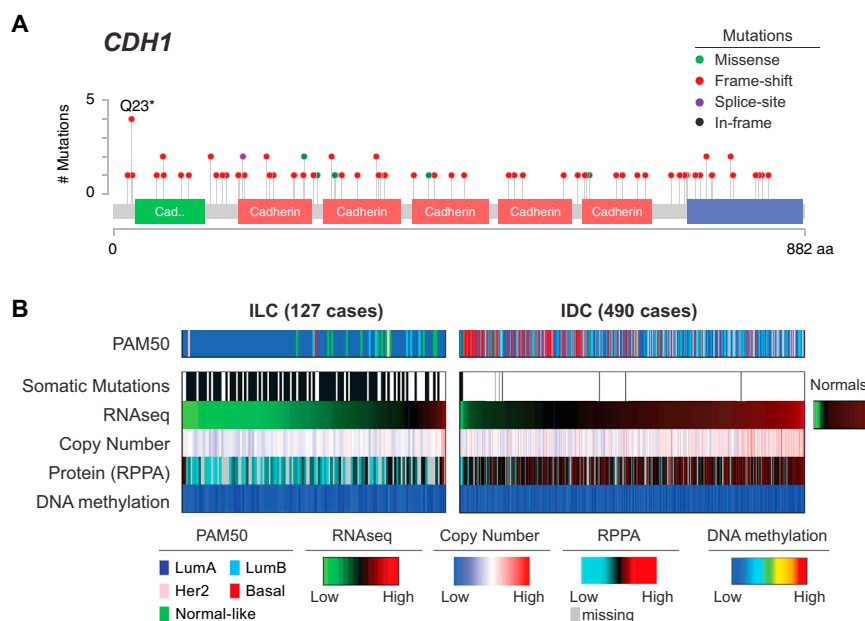 A
CDH1
Mutations
Missense
Frame-shift
Splice-site
In-frame
# Mutations
5
0
Q23*
Cad..
Cadherin
Cadherin
Cadherin
Cadherin
Cadherin
0
882 aa
B
ILC (127 cases)
IDC (490 cases)
PAM50
Somatic Mutations
Normals
RNAseq
Copy Number
Protein (RPPA)
DNA methylation
PAM50
RNAseq
Copy Number
RPPA
DNA methylation
LumA
LumB
Her2
Basal
Normal-like
Low High
Low High
Low High
missing
Low High